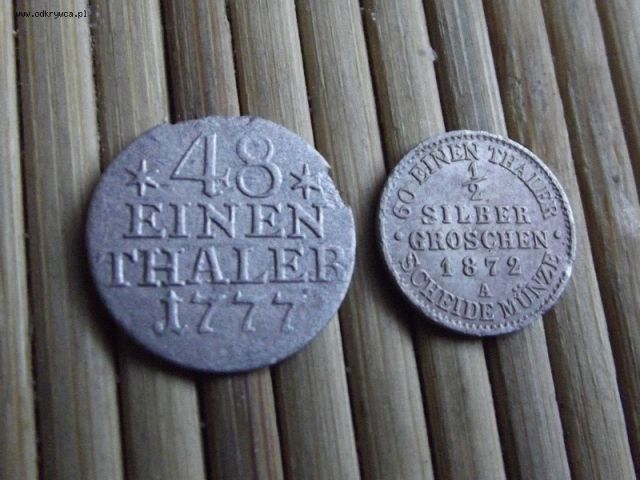 www.odkrywca.pl
* 48 *
EINEN
THALER
1777
60 EINEN THALER
1/2
SILBER
GROSCHEN
1872
A
• SCHEIDE MÜNZE •